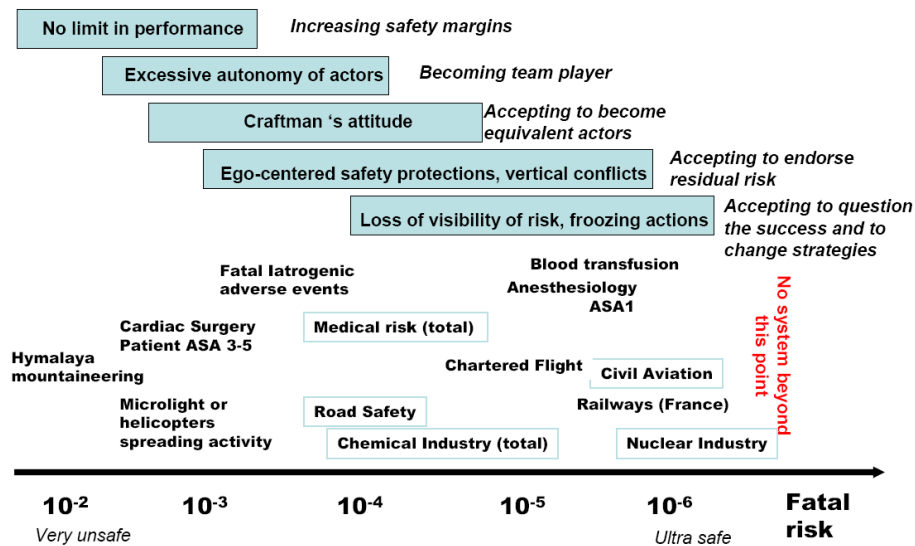 No limit in performance
Increasing safety margins
Excessive autonomy of actors
Becoming team player
Craftman ‘s attitude
Accepting to become
equivalent actors
Ego-centered safety protections, vertical conflicts
Accepting to endorse
residual risk
Loss of visibility of risk, froozing actions
Accepting to question
the success and to
change strategies
Fatal Iatrogenic
adverse events
Blood transfusion
Anesthesiology
ASA1
No system beyond
this point
Cardiac Surgery
Patient ASA 3-5
Medical risk (total)
Hymalaya
mountaineering
Chartered Flight
Civil Aviation
Microlight or
helicopters
spreading activity
Road Safety
Railways (France)
Chemical Industry (total)
Nuclear Industry
10-2
10-3
10-4
10-5
10-6
Fatal
risk
Very unsafe
Ultra safe